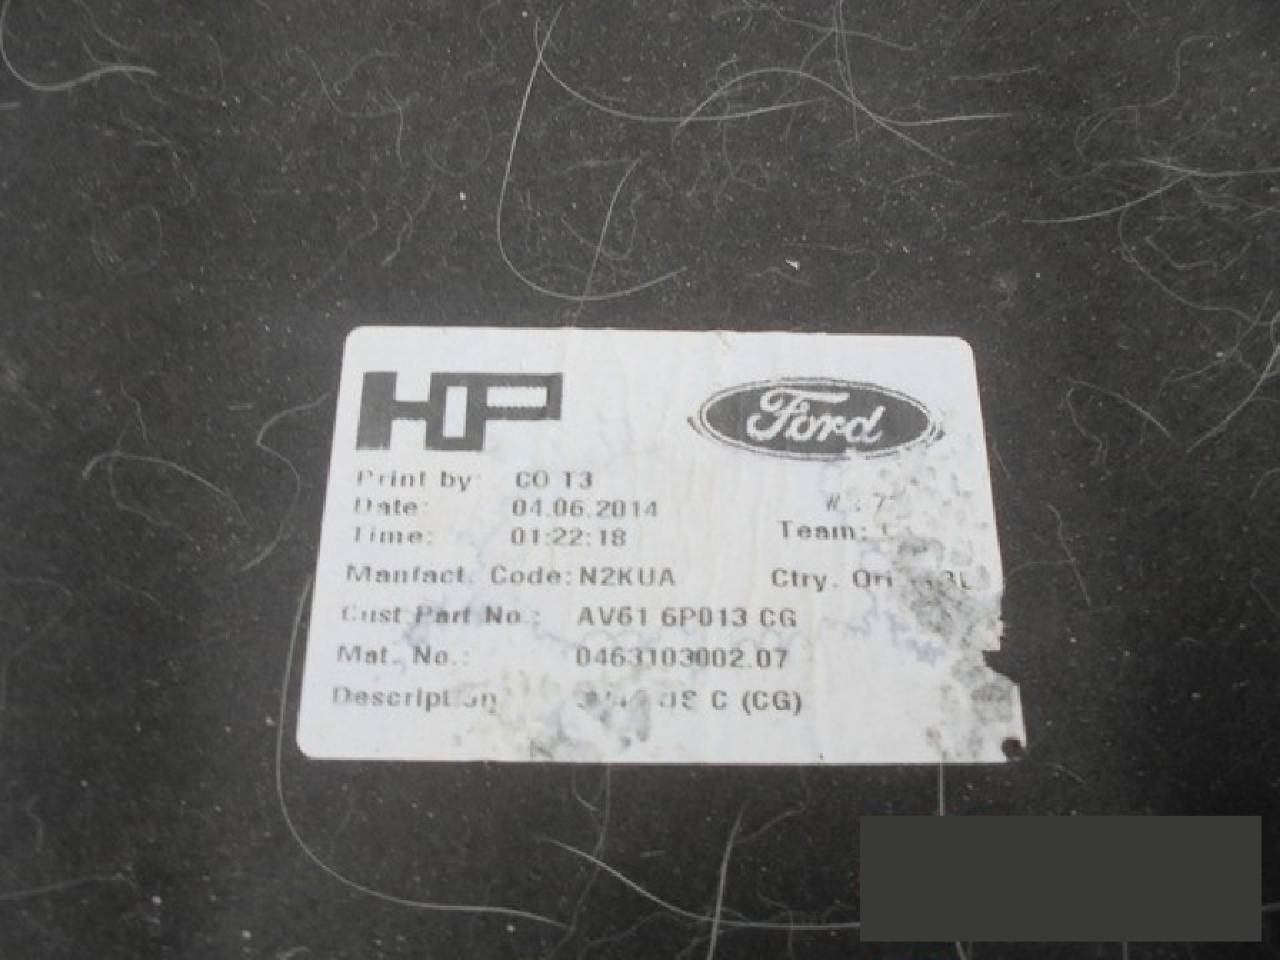 HP
Ford
Print by: CO T3
Date: 04.06.2014
Time: 01:22:18
Team:
Manfact. Code: N2KUA
Ctry.
Cust Part No.: AV61 6P013 CG
Mat. No.: 0463103002.07
Description C (CG)